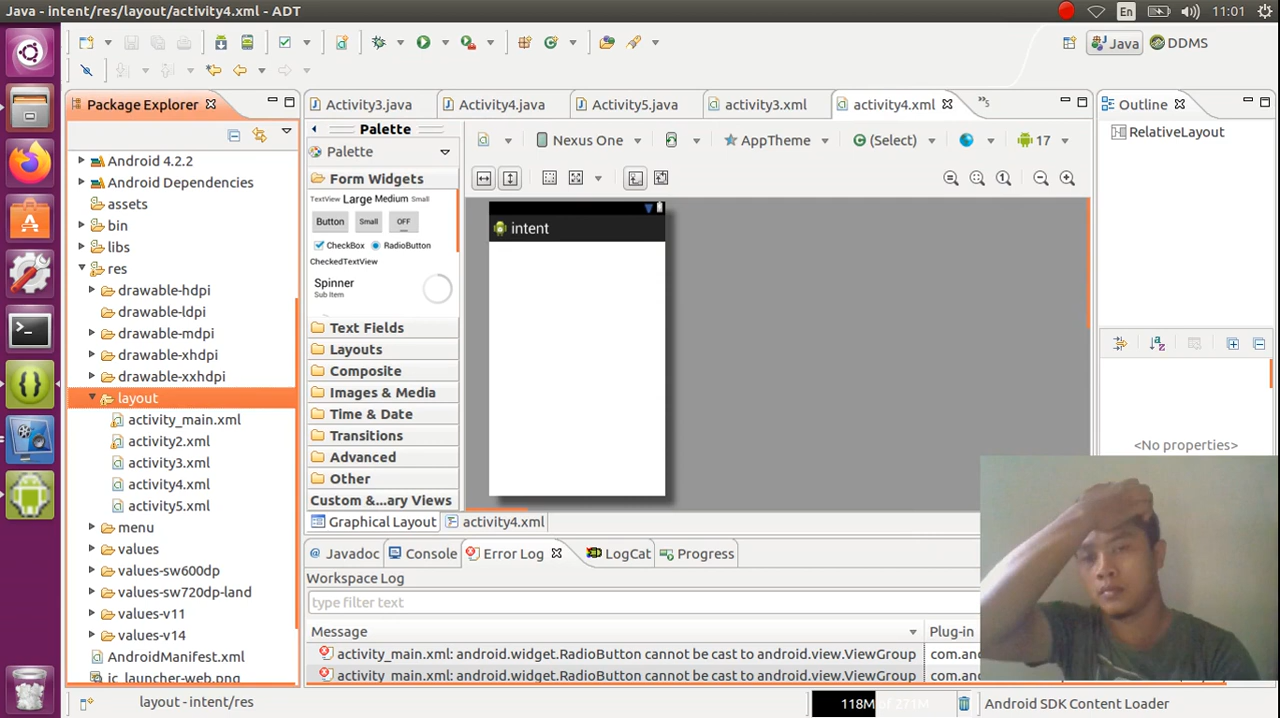 Java - intent/res/layout/activity4.xml - ADT
En
11:01
Java
DDMS
Package Explorer
Android 4.2.2
Android Dependencies
assets
bin
libs
res
drawable-hdpi
drawable-ldpi
drawable-mdpi
drawable-xhdpi
drawable-xxhdpi
layout
activity_main.xml
activity2.xml
activity3.xml
activity4.xml
activity5.xml
menu
values
values-sw600dp
values-sw720dp-land
values-v11
values-v14
AndroidManifest.xml
ic_launcher-web.png
Activity3.java
Activity4.java
Activity5.java
activity3.xml
activity4.xml
»5
Palette
Palette
Form Widgets
TextView Large Medium Small
Button Small OFF
CheckBox RadioButton
CheckedTextView
Spinner
Sub Item
Text Fields
Layouts
Composite
Images & Media
Time & Date
Transitions
Advanced
Other
Custom &...ary Views
Nexus One
AppTheme
(Select)
17
intent
Graphical Layout
activity4.xml
Outline
RelativeLayout
<No properties>
Javadoc
Console
Error Log
LogCat
Progress
Workspace Log
type filter text
Message
Plug-in
activity_main.xml: android.widget.RadioButton cannot be cast to android.view.ViewGroup
com.an
activity_main.xml: android.widget.RadioButton cannot be cast to android.view.ViewGroup
com.an
layout - intent/res
118M of 271M
Android SDK Content Loader